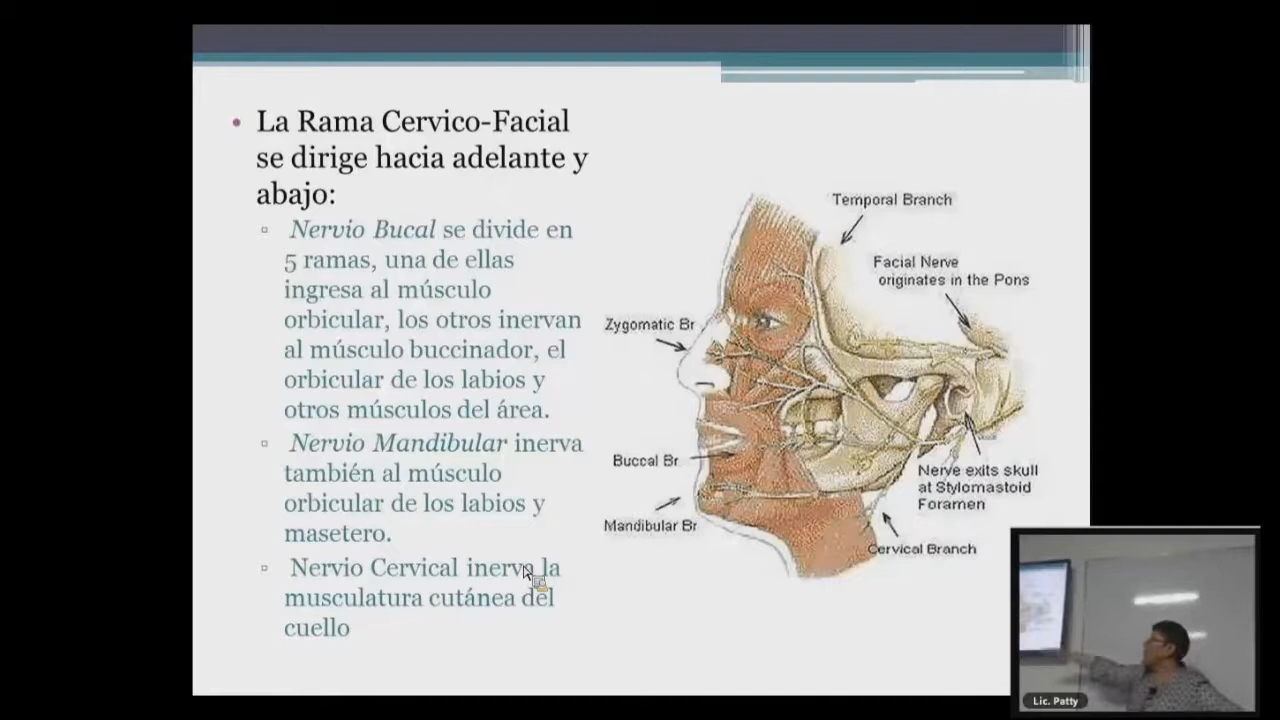 La Rama Cervico-Facial
se dirige hacia adelante y
abajo:
Nervio Bucal se divide en
5 ramas, una de ellas
ingresa al músculo
orbicular, los otros inervan
al músculo buccinador, el
orbicular de los labios y
otros músculos del área.
Nervio Mandibular inerva
también al músculo
orbicular de los labios y
masetero.
Nervio Cervical inerva la
musculatura cutánea del
cuello
Temporal Branch
Facial Nerve
originates in the Pons
Zygomatic Br
Buccal Br
Nerve exits skull
at Stylomastoid
Foramen
Mandibular Br
Cervical Branch
Lic. Patty